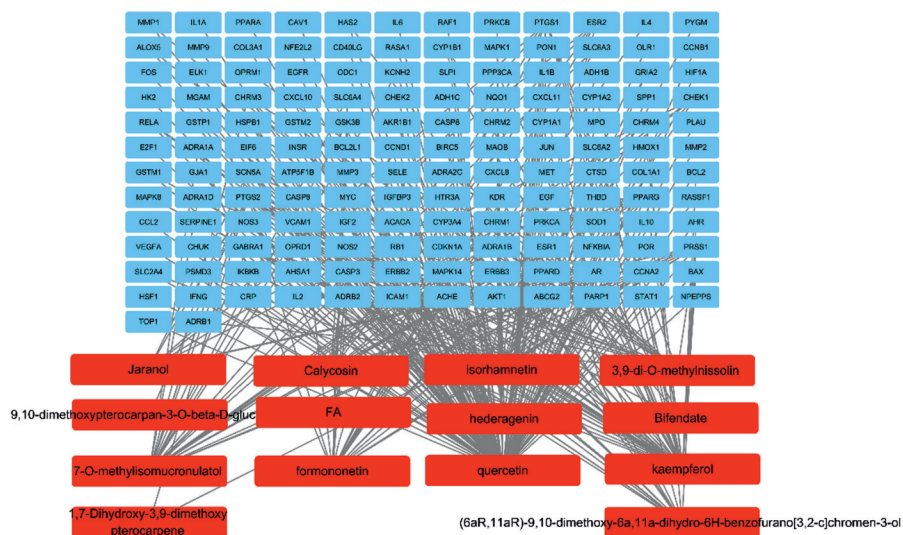 MMP1 IL1A PPARA CAV1 HAS2 IL6 RAF1 PRKCB PTGS1 ESR2 IL4 PYGM
ALOX5 MMP9 COL3A1 NFE2L2 CD40LG RASA1 CYP1B1 MAPK1 PON1 SLC6A3 OLR1 CCNB1
FOS ELK1 OPRM1 EGFR ODC1 KCNH2 SLPI PPP3CA IL1B ADH1B GRIA2 HIF1A
HK2 MGAM CHRM3 CXCL10 SLC6A4 CHEK2 ADH1C NQO1 CXCL11 CYP1A2 SPP1 CHEK1
RELA GSTP1 HSPB1 GSTM2 GSK3B AKR1B1 CASP8 CHRM2 CYP1A1 MPO CHRM4 PLAU
E2F1 ADRA1A EIF6 INSR BCL2L1 CCND1 BIRC5 MAOB JUN SLC6A2 HMOX1 MMP2
GSTM1 GJA1 SCN5A ATP5F1B MMP3 SELE ADRA2C CXCL8 MET CTSD COL1A1 BCL2
MAPK8 ADRA1D PTGS2 CASP9 MYC IGFBP3 HTR3A KDR EGF THBD PPARG RASSF1
CCL2 SERPINE1 NOS3 VCAM1 IGF2 ACACA CYP3A4 CHRM1 PRKCA SOD1 IL10 AHR
VEGFA CHUK GABRA1 OPRD1 NOS2 RB1 CDKN1A ADRA1B ESR1 NFKBIA POR PRSS1
SLC2A4 PSMD3 IKBKB AHSA1 CASP3 ERBB2 MAPK14 ERBB3 PPARD AR CCNA2 BAX
HSF1 IFNG CRP IL2 ADRB2 ICAM1 ACHE AKT1 ABCG2 PARP1 STAT1 NPEPPS
TOP1 ADRB1
Jaranol Calycosin isorhamnetin 3,9-di-O-methylnissolin
9,10-dimethoxypterocarpan-3-O-beta-D-gluc FA hederagenin Bifendate
7-O-methylisomucronulatol formononetin quercetin kaempferol
1,7-Dihydroxy-3,9-dimethoxy
pterocarpene
(6aR,11aR)-9,10-dimethoxy-6a,11a-dihydro-6H-benzofurano[3,2-c]chromen-3-ol